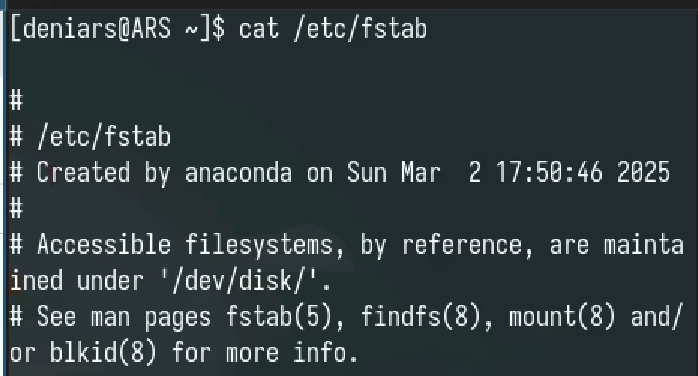 [deniars@ARS ~]$ cat /etc/fstab
#
# /etc/fstab
# Created by anaconda on Sun Mar  2 17:50:46 2025
#
# Accessible filesystems, by reference, are mainta
ined under '/dev/disk/'.
# See man pages fstab(5), findfs(8), mount(8) and/
or blkid(8) for more info.